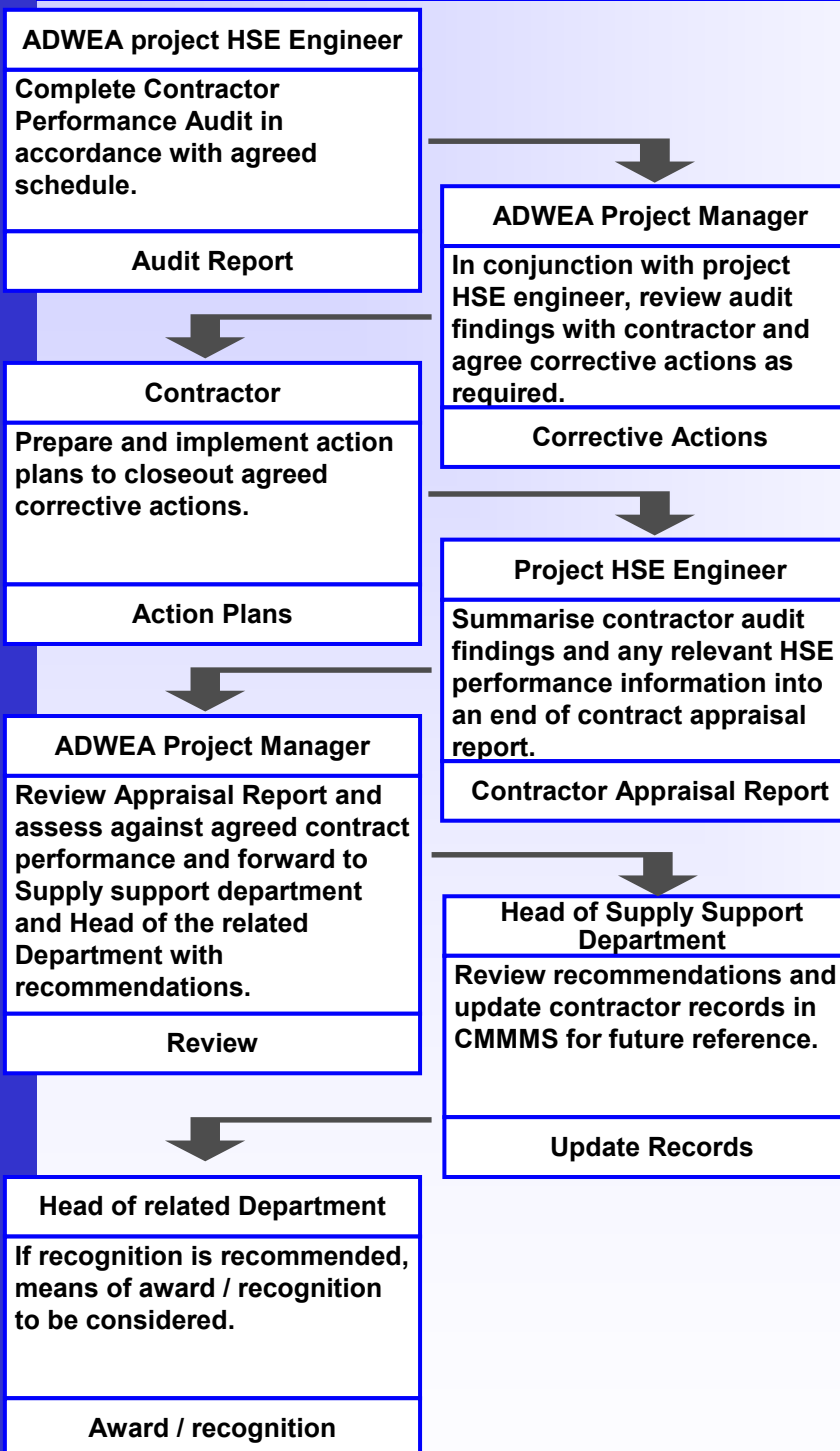 ADWEA project HSE Engineer
Complete Contractor
Performance Audit in
accordance with agreed
schedule.
Audit Report
ADWEA Project Manager
In conjunction with project
HSE engineer, review audit
findings with contractor and
agree corrective actions as
required.
Corrective Actions
Contractor
Prepare and implement action
plans to closeout agreed
corrective actions.
Action Plans
Project HSE Engineer
Summarise contractor audit
findings and any relevant HSE
performance information into
an end of contract appraisal
report.
Contractor Appraisal Report
ADWEA Project Manager
Review Appraisal Report and
assess against agreed contract
performance and forward to
Supply support department
and Head of the related
Department with
recommendations.
Review
Head of Supply Support
Department
Review recommendations and
update contractor records in
CMMMS for future reference.
Update Records
Head of related Department
If recognition is recommended,
means of award / recognition
to be considered.
Award / recognition